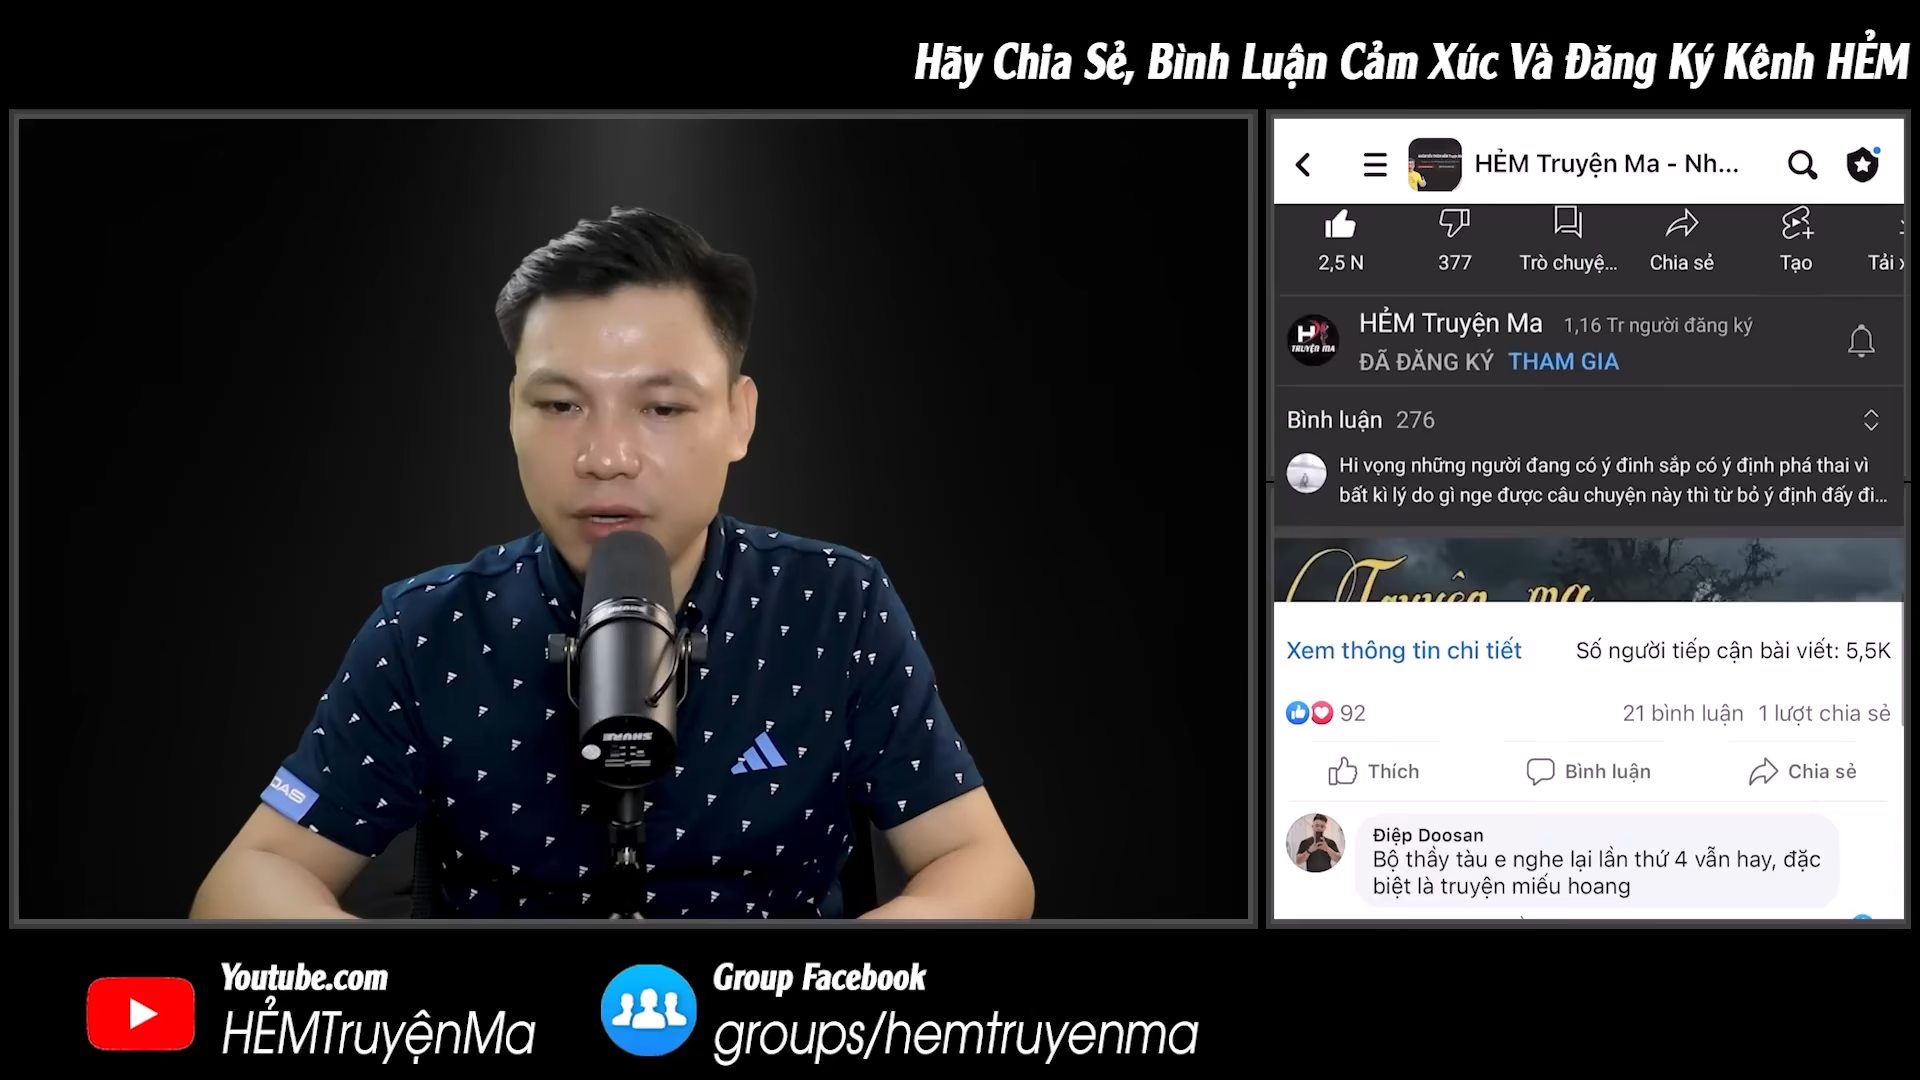 Hãy Chia Sẻ, Bình Luận Cảm Xúc Và Đăng Ký Kênh HẺM
HẺM Truyện Ma - Nh...
2,5 N
377
Trò chuyệ...
Chia sẻ
Tạo
Tải
HẺM Truyện Ma 1,16 Tr người đăng ký
ĐÃ ĐĂNG KÝ THAM GIA
H
TRUYỆN MA
Bình luận 276
Hi vọng những người đang có ý đinh sắp có ý định phá thai vì
bất kì lý do gì nge được câu chuyện này thì từ bỏ ý định đấy đi...
Truyện ma
Xem thông tin chi tiết
Số người tiếp cận bài viết: 5,5K
92
21 bình luận 1 lượt chia sẻ
Thích
Bình luận
Chia sẻ
Điệp Doosan
Bộ thầy tàu e nghe lại lần thứ 4 vẫn hay, đặc
biệt là truyện miếu hoang
SHURE
Youtube.com
HẺMTruyệnMa
Group Facebook
groups/hemtruyenma